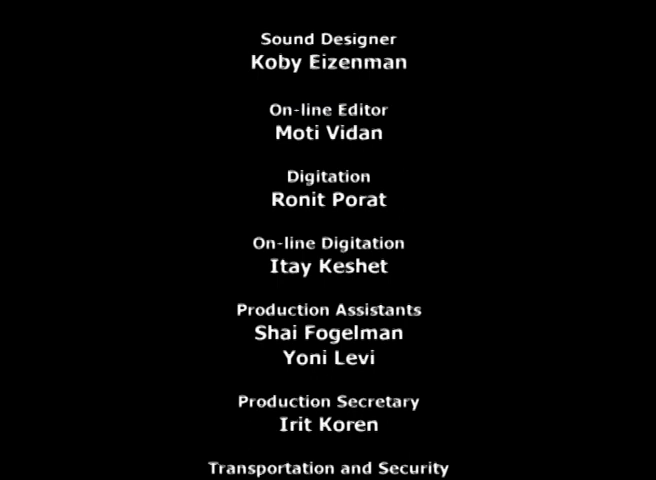 Sound Designer
Koby Eizenman
On-line Editor
Moti Vidan
Digitation
Ronit Porat
On-line Digitation
Itay Keshet
Production Assistants
Shai Fogelman
Yoni Levi
Production Secretary
Irit Koren
Transportation and Security